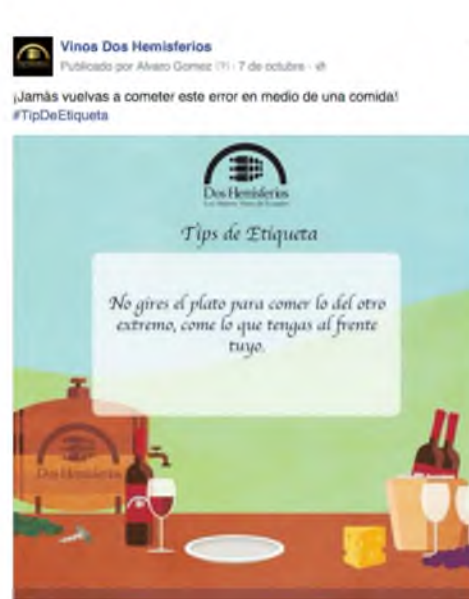 Vinos Dos Hemisferios
Publicado por Alvaro Gomez [?] · 7 de octubre ·
¡Jamás vuelvas a cometer este error en medio de una comida!
#TipDeEtiqueta
Dos Hemisferios
Tips de Etiqueta
No gires el plato para comer lo del otro
extremo, come lo que tengas al frente
tuyo.
Dos Hemisferios